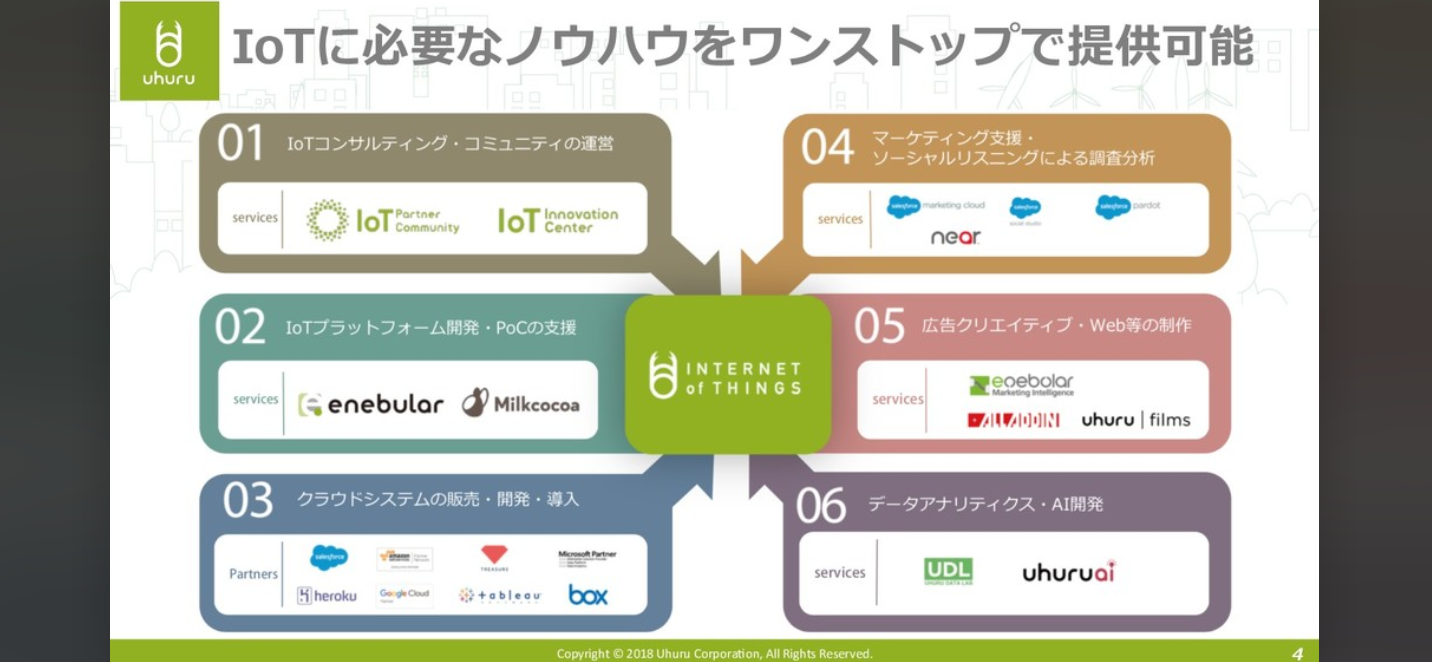 uhuru
IoTに必要なノウハウをワンストップで提供可能
01
IoTコンサルティング・コミュニティの運営
services
IoT Partner Community
IoT Innovation Center
02
IoTプラットフォーム開発・PoCの支援
services
enebular
Milkcocoa
03
クラウドシステムの販売・開発・導入
Partners
salesforce
amazon
TREASURE
Microsoft Partner
heroku
Google Cloud
Partner
+ableau
box
INTERNET
of THINGS
04
マーケティング支援・
ソーシャルリスニングによる調査分析
services
salesforce marketing cloud
salesforce
social studio
salesforce pardot
near
05
広告クリエイティブ・Web等の制作
services
enebolar
Marketing Intelligence
uhuru | films
06
データアナリティクス・AI開発
services
UDL
UHURU DATA LAB
uhuruai
Copyright © 2018 Uhuru Corporation, All Rights Reserved.
4